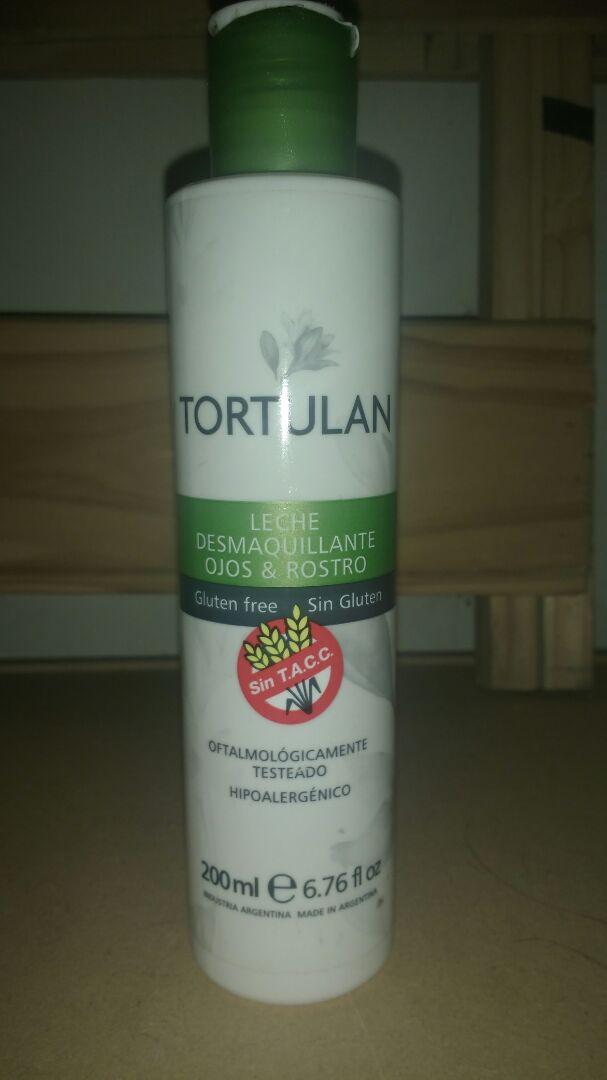 TORTULAN
LECHE
DESMAQUILLANTE
OJOS & ROSTRO
Gluten free Sin Gluten
Sin T.A.C.C.
OFTALMOLÓGICAMENTE
TESTEADO
HIPOALERGÉNICO
200ml e 6.76 fl oz
INDUSTRIA ARGENTINA MADE IN ARGENTINA